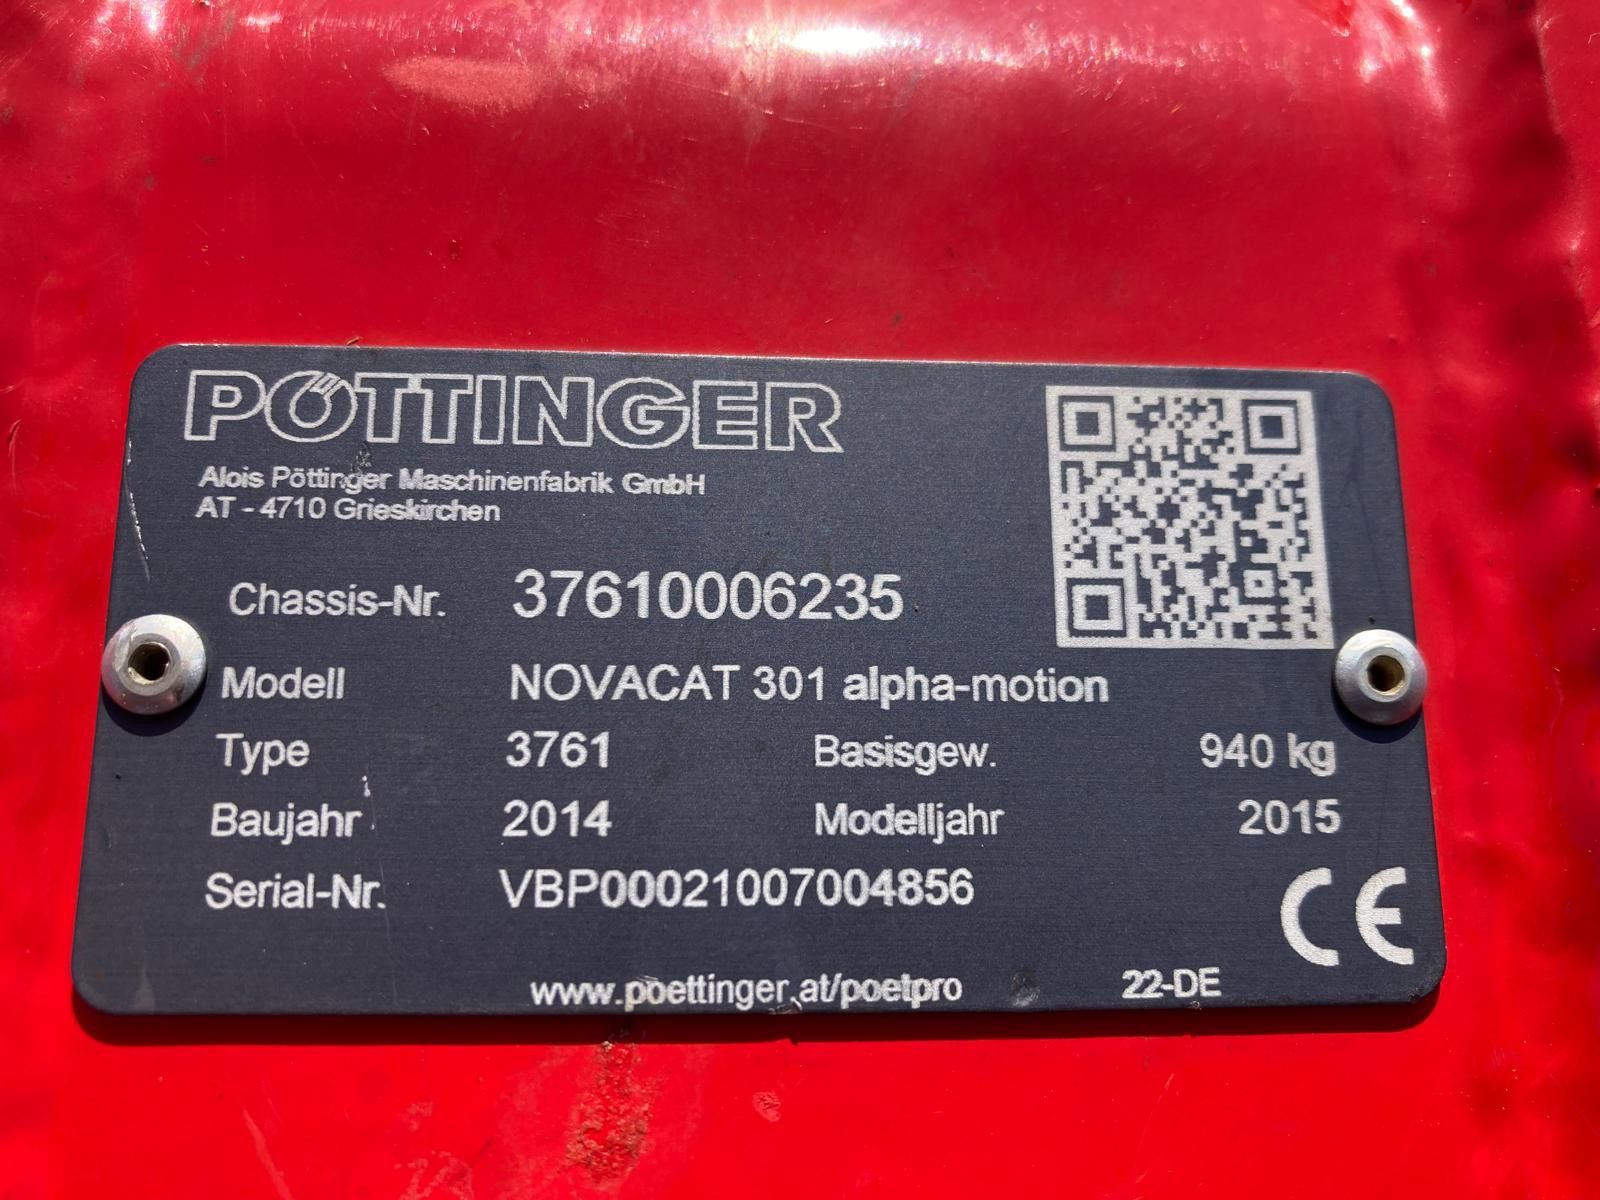 PÖTTINGER
Alois Pöttinger Maschinenfabrik GmbH
AT - 4710 Grieskirchen
Chassis-Nr. 37610006235
Modell NOVACAT 301 alpha-motion
Type 3761 Basisgew. 940 kg
Baujahr 2014 Modelljahr 2015
Serial-Nr. VBP00021007004856
CE
www.poettinger.at/poetpro 22-DE